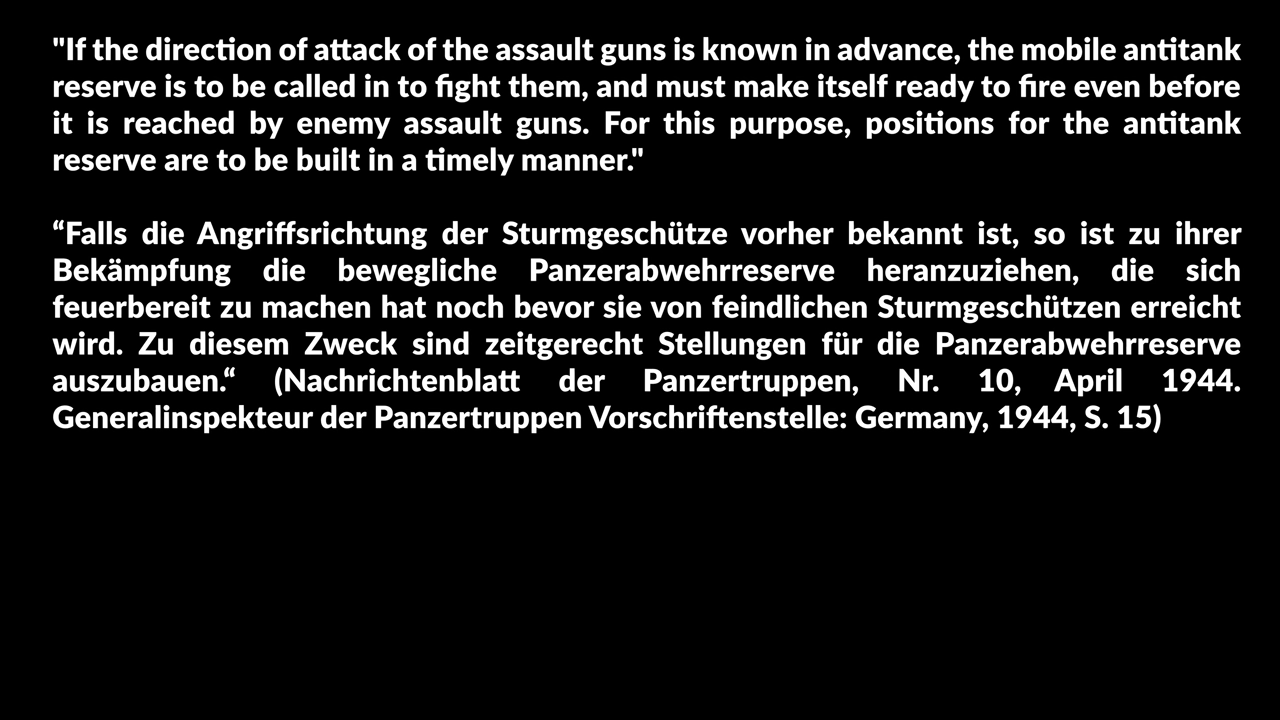 "If the direction of attack of the assault guns is known in advance, the mobile antitank
reserve is to be called in to fight them, and must make itself ready to fire even before
it is reached by enemy assault guns. For this purpose, positions for the antitank
reserve are to be built in a timely manner."
“Falls die Angriffsrichtung der Sturmgeschütze vorher bekannt ist, so ist zu ihrer
Bekämpfung die bewegliche Panzerabwehrreserve heranzuziehen, die sich
feuerbereit zu machen hat noch bevor sie von feindlichen Sturmgeschützen erreicht
wird. Zu diesem Zweck sind zeitgerecht Stellungen für die Panzerabwehrreserve
auszubauen.“ (Nachrichtenblatt der Panzertruppen, Nr. 10, April 1944.
Generalinspekteur der Panzertruppen Vorschriftenstelle: Germany, 1944, S. 15)